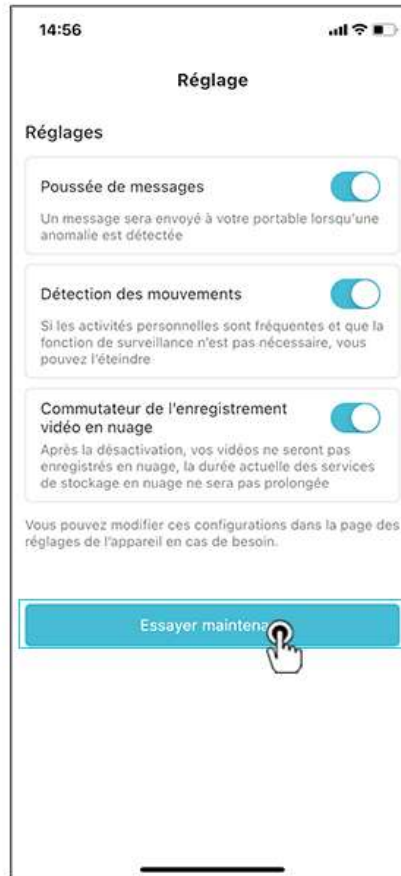 14:56
Réglage
Réglages
Poussée de messages
Un message sera envoyé à votre portable lorsqu'une
anomalie est détectée
Détection des mouvements
Si les activités personnelles sont fréquentes et que la
fonction de surveillance n'est pas nécessaire, vous
pouvez l'éteindre
Commutateur de l'enregistrement
vidéo en nuage
Après la désactivation, vos vidéos ne seront pas
enregistrés en nuage, la durée actuelle des services
de stockage en nuage ne sera pas prolongée
Vous pouvez modifier ces configurations dans la page des
réglages de l'appareil en cas de besoin.
Essayer